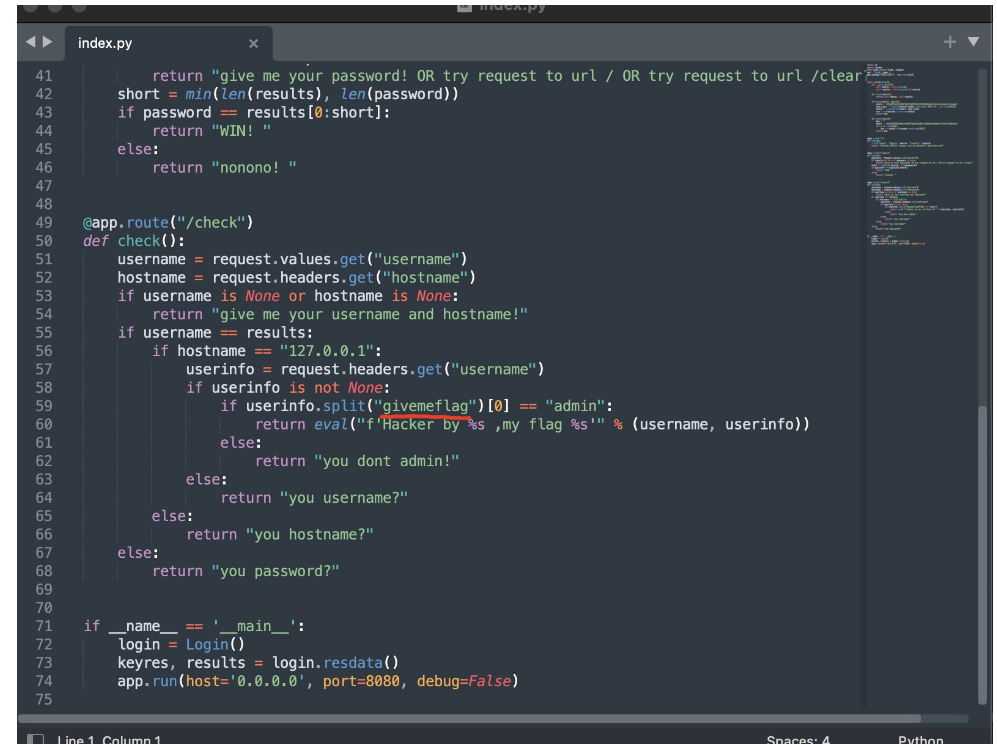 index.py
index.py
41 return "give me your password! OR try request to url / OR try request to url /clear
42 short = min(len(results), len(password))
43 if password == results[0:short]:
44 return "WIN! "
45 else:
46 return "nonono! "
47
48
49 @app.route("/check")
50 def check():
51 username = request.values.get("username")
52 hostname = request.headers.get("hostname")
53 if username is None or hostname is None:
54 return "give me your username and hostname!"
55 if username == results:
56 if hostname == "127.0.0.1":
57 userinfo = request.headers.get("username")
58 if userinfo is not None:
59 if userinfo.split("givemeflag")[0] == "admin":
60 return eval("f'Hacker by %s ,my flag %s'" % (username, userinfo))
61 else:
62 return "you dont admin!"
63 else:
64 return "you username?"
65 else:
66 return "you hostname?"
67 else:
68 return "you password?"
69
70
71 if __name__ == '__main__':
72 login = Login()
73 keyres, results = login.resdata()
74 app.run(host='0.0.0.0', port=8080, debug=False)
75
Line 1, Column 1
Spaces: 4
Python